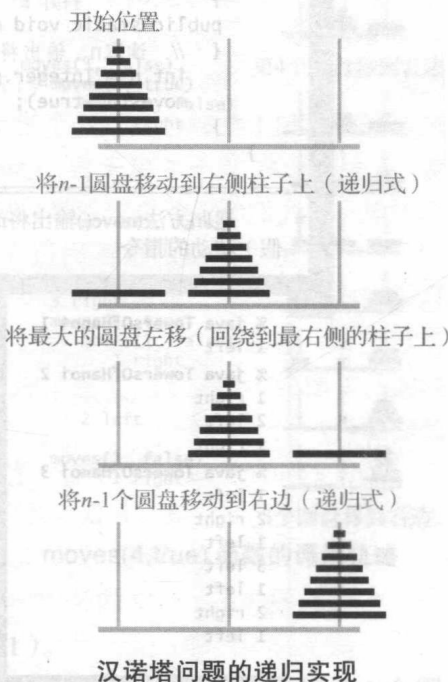 开始位置
将n-1圆盘移动到右侧柱子上（递归式）
将最大的圆盘左移（回绕到最右侧的柱子上）
将n-1个圆盘移动到右边（递归式）
汉诺塔问题的递归实现